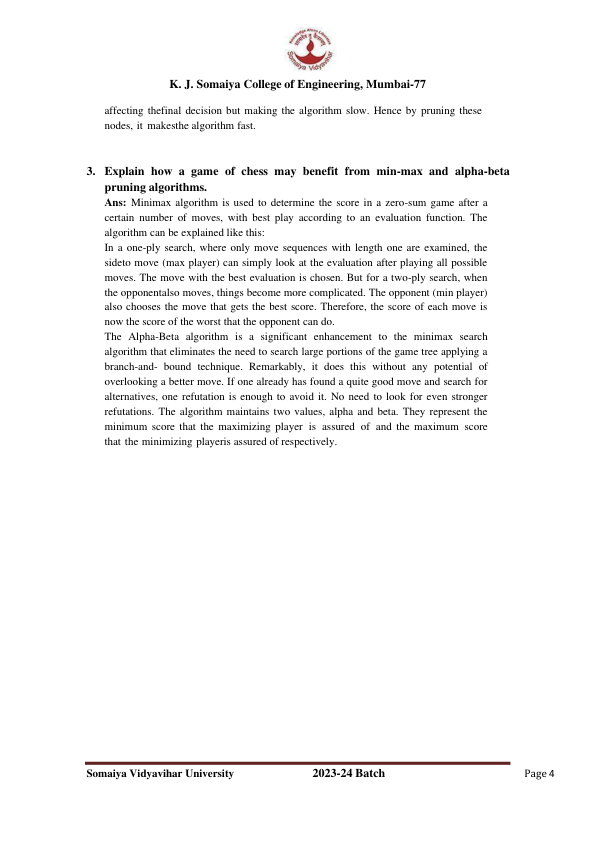 Somaiya Vidyavihar
K. J. Somaiya College of Engineering, Mumbai-77
affecting thefinal decision but making the algorithm slow. Hence by pruning these
nodes, it makesthe algorithm fast.
3. Explain how a game of chess may benefit from min-max and alpha-beta
pruning algorithms.
Ans: Minimax algorithm is used to determine the score in a zero-sum game after a
certain number of moves, with best play according to an evaluation function. The
algorithm can be explained like this:
In a one-ply search, where only move sequences with length one are examined, the
sideto move (max player) can simply look at the evaluation after playing all possible
moves. The move with the best evaluation is chosen. But for a two-ply search, when
the opponentalso moves, things become more complicated. The opponent (min player)
also chooses the move that gets the best score. Therefore, the score of each move is
now the score of the worst that the opponent can do.
The Alpha-Beta algorithm is a significant enhancement to the minimax search
algorithm that eliminates the need to search large portions of the game tree applying a
branch-and- bound technique. Remarkably, it does this without any potential of
overlooking a better move. If one already has found a quite good move and search for
alternatives, one refutation is enough to avoid it. No need to look for even stronger
refutations. The algorithm maintains two values, alpha and beta. They represent the
minimum score that the maximizing player is assured of and the maximum score
that the minimizing playeris assured of respectively.
Somaiya Vidyavihar University 2023-24 Batch Page 4